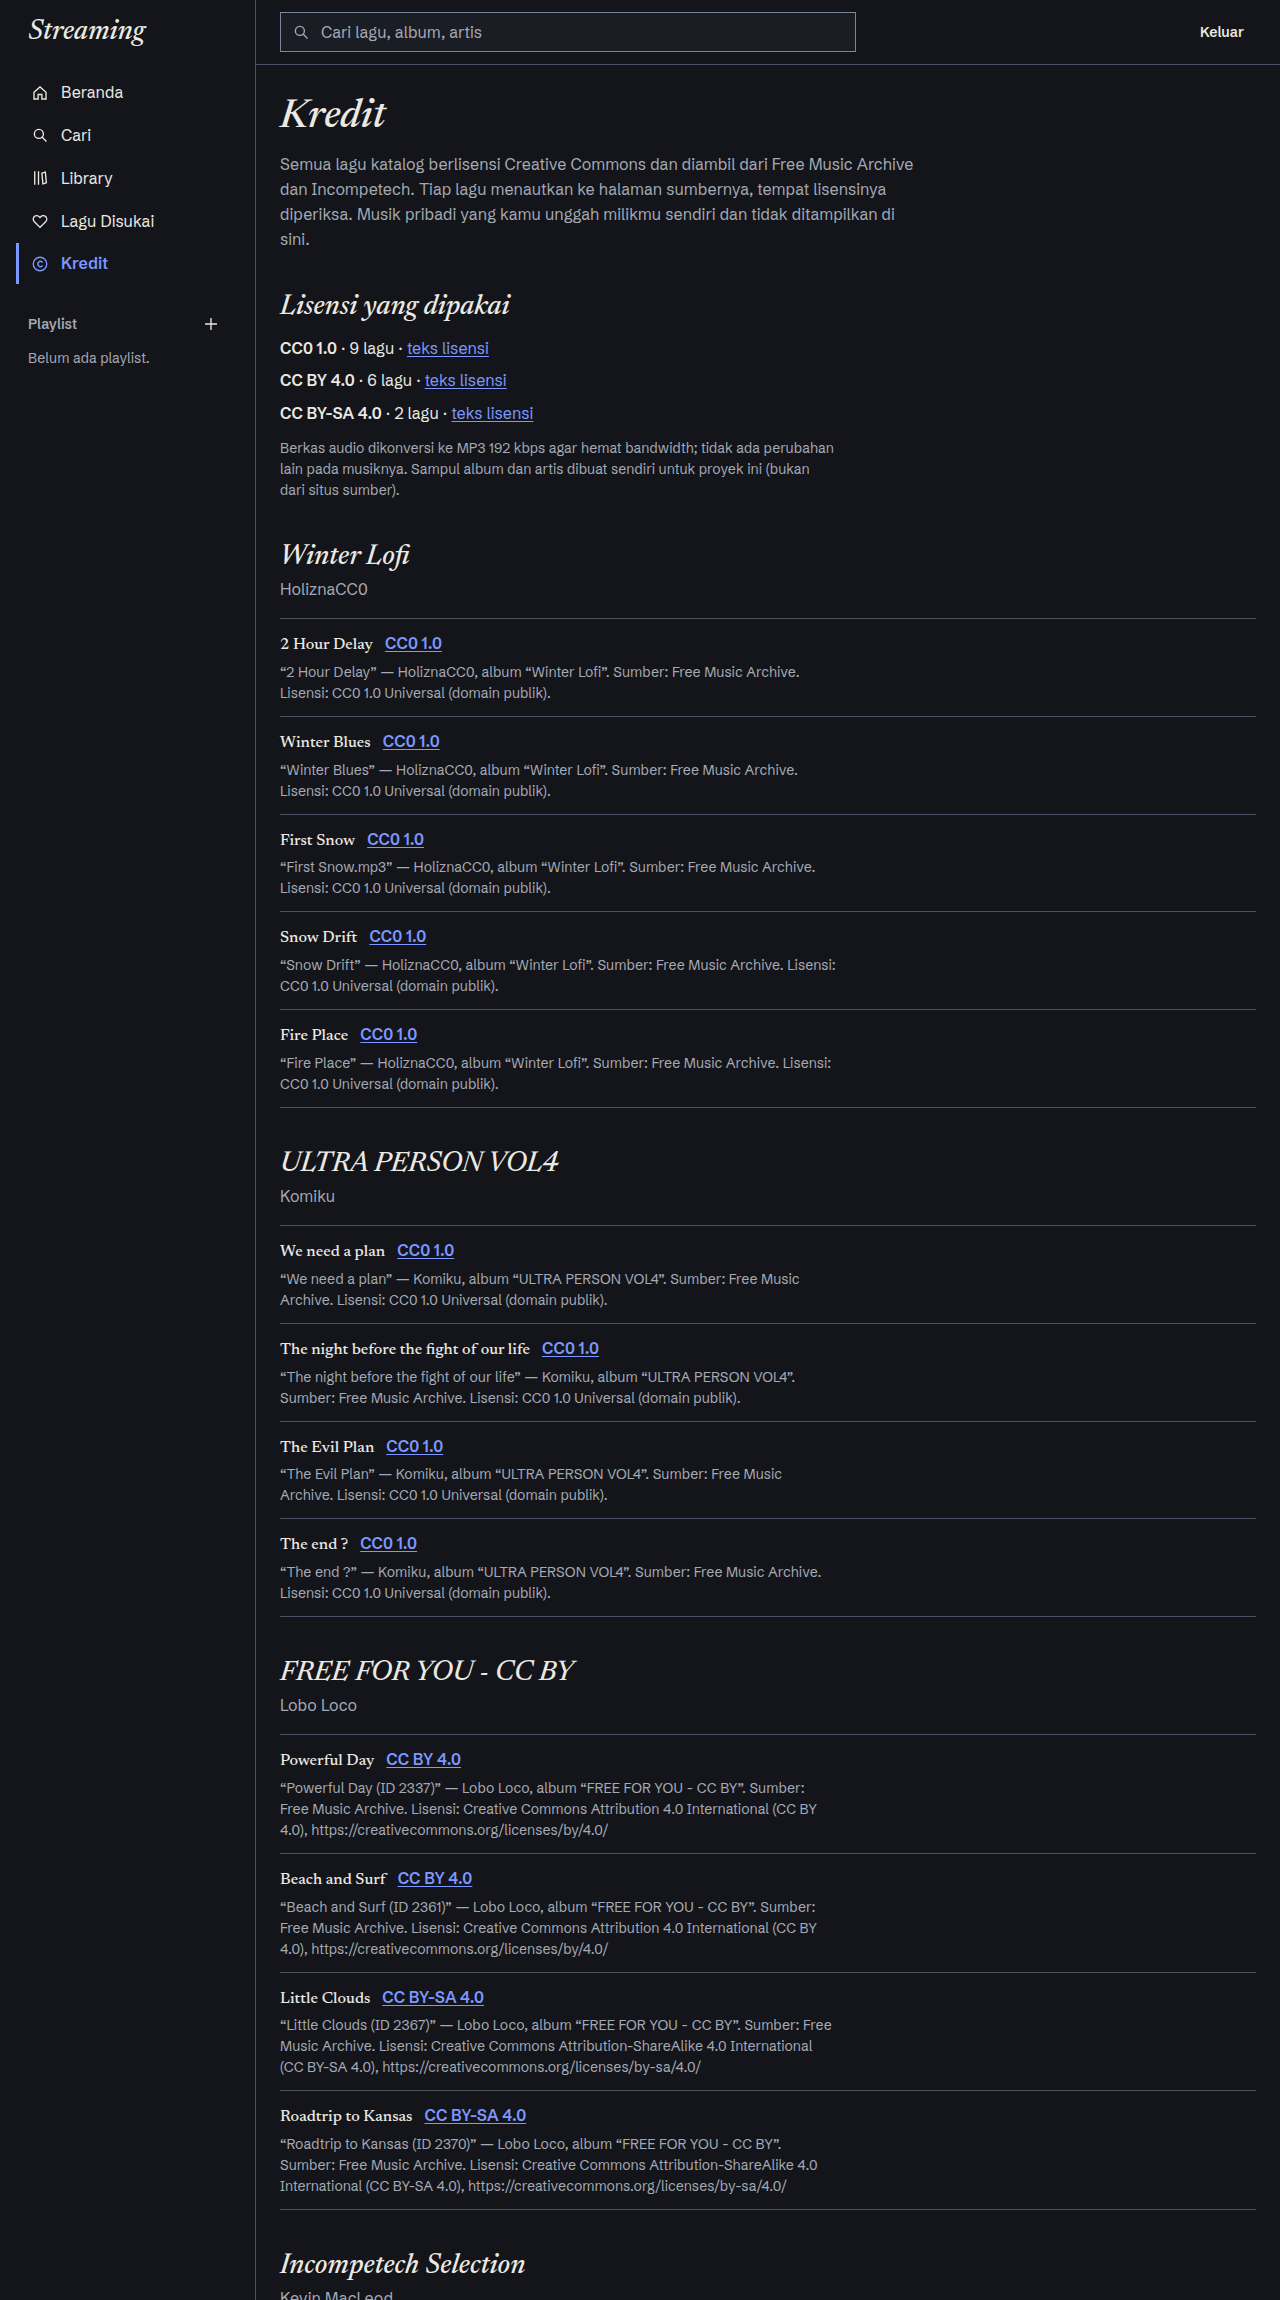 Streaming
Cari lagu, album, artis
Keluar
Beranda
Cari
Library
Lagu Disukai
Kredit
Playlist
Belum ada playlist.
Kredit
Semua lagu katalog berlisensi Creative Commons dan diambil dari Free Music Archive
dan Incompetech. Tiap lagu menautkan ke halaman sumbernya, tempat lisensinya
diperiksa. Musik pribadi yang kamu unggah milikmu sendiri dan tidak ditampilkan di
sini.
Lisensi yang dipakai
CC0 1.0 · 9 lagu · teks lisensi
CC BY 4.0 · 6 lagu · teks lisensi
CC BY-SA 4.0 · 2 lagu · teks lisensi
Berkas audio dikonversi ke MP3 192 kbps agar hemat bandwidth; tidak ada perubahan
lain pada musiknya. Sampul album dan artis dibuat sendiri untuk proyek ini (bukan
dari situs sumber).
Winter Lofi
HoliznaCC0
2 Hour Delay CC0 1.0
“2 Hour Delay” — HoliznaCC0, album “Winter Lofi”. Sumber: Free Music Archive.
Lisensi: CC0 1.0 Universal (domain publik).
Winter Blues CC0 1.0
“Winter Blues” — HoliznaCC0, album “Winter Lofi”. Sumber: Free Music Archive.
Lisensi: CC0 1.0 Universal (domain publik).
First Snow CC0 1.0
“First Snow.mp3” — HoliznaCC0, album “Winter Lofi”. Sumber: Free Music Archive.
Lisensi: CC0 1.0 Universal (domain publik).
Snow Drift CC0 1.0
“Snow Drift” — HoliznaCC0, album “Winter Lofi”. Sumber: Free Music Archive. Lisensi:
CC0 1.0 Universal (domain publik).
Fire Place CC0 1.0
“Fire Place” — HoliznaCC0, album “Winter Lofi”. Sumber: Free Music Archive. Lisensi:
CC0 1.0 Universal (domain publik).
ULTRA PERSON VOL4
Komiku
We need a plan CC0 1.0
“We need a plan” — Komiku, album “ULTRA PERSON VOL4”. Sumber: Free Music
Archive. Lisensi: CC0 1.0 Universal (domain publik).
The night before the fight of our life CC0 1.0
“The night before the fight of our life” — Komiku, album “ULTRA PERSON VOL4”.
Sumber: Free Music Archive. Lisensi: CC0 1.0 Universal (domain publik).
The Evil Plan CC0 1.0
“The Evil Plan” — Komiku, album “ULTRA PERSON VOL4”. Sumber: Free Music
Archive. Lisensi: CC0 1.0 Universal (domain publik).
The end ? CC0 1.0
“The end ?” — Komiku, album “ULTRA PERSON VOL4”. Sumber: Free Music Archive.
Lisensi: CC0 1.0 Universal (domain publik).
FREE FOR YOU - CC BY
Lobo Loco
Powerful Day CC BY 4.0
“Powerful Day (ID 2337)” — Lobo Loco, album “FREE FOR YOU - CC BY”. Sumber:
Free Music Archive. Lisensi: Creative Commons Attribution 4.0 International (CC BY
4.0), https://creativecommons.org/licenses/by/4.0/
Beach and Surf CC BY 4.0
“Beach and Surf (ID 2361)” — Lobo Loco, album “FREE FOR YOU - CC BY”. Sumber:
Free Music Archive. Lisensi: Creative Commons Attribution 4.0 International (CC BY
4.0), https://creativecommons.org/licenses/by/4.0/
Little Clouds CC BY-SA 4.0
“Little Clouds (ID 2367)” — Lobo Loco, album “FREE FOR YOU - CC BY”. Sumber: Free
Music Archive. Lisensi: Creative Commons Attribution-ShareAlike 4.0 International
(CC BY-SA 4.0), https://creativecommons.org/licenses/by-sa/4.0/
Roadtrip to Kansas CC BY-SA 4.0
“Roadtrip to Kansas (ID 2370)” — Lobo Loco, album “FREE FOR YOU - CC BY”.
Sumber: Free Music Archive. Lisensi: Creative Commons Attribution-ShareAlike 4.0
International (CC BY-SA 4.0), https://creativecommons.org/licenses/by-sa/4.0/
Incompetech Selection
Kevin MacLeod